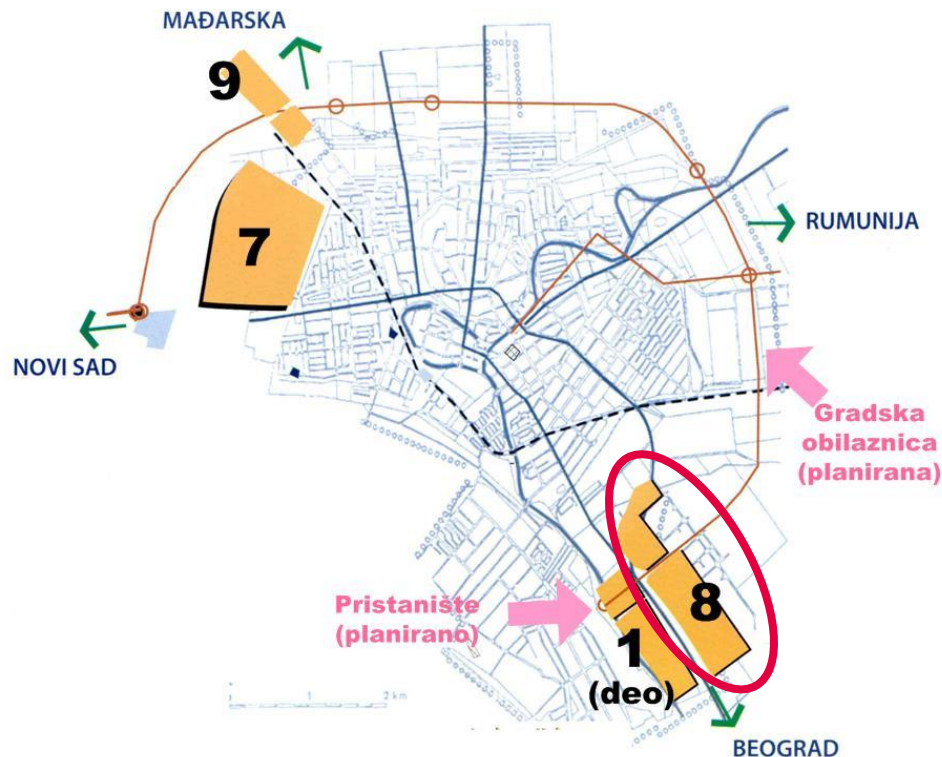 MAĐARSKA
9
7
RUMUNIJA
NOVI SAD
Gradska
obilaznica
(planirana)
Pristanište
(planirano)
8
1
(deo)
1
2 km
BEOGRAD